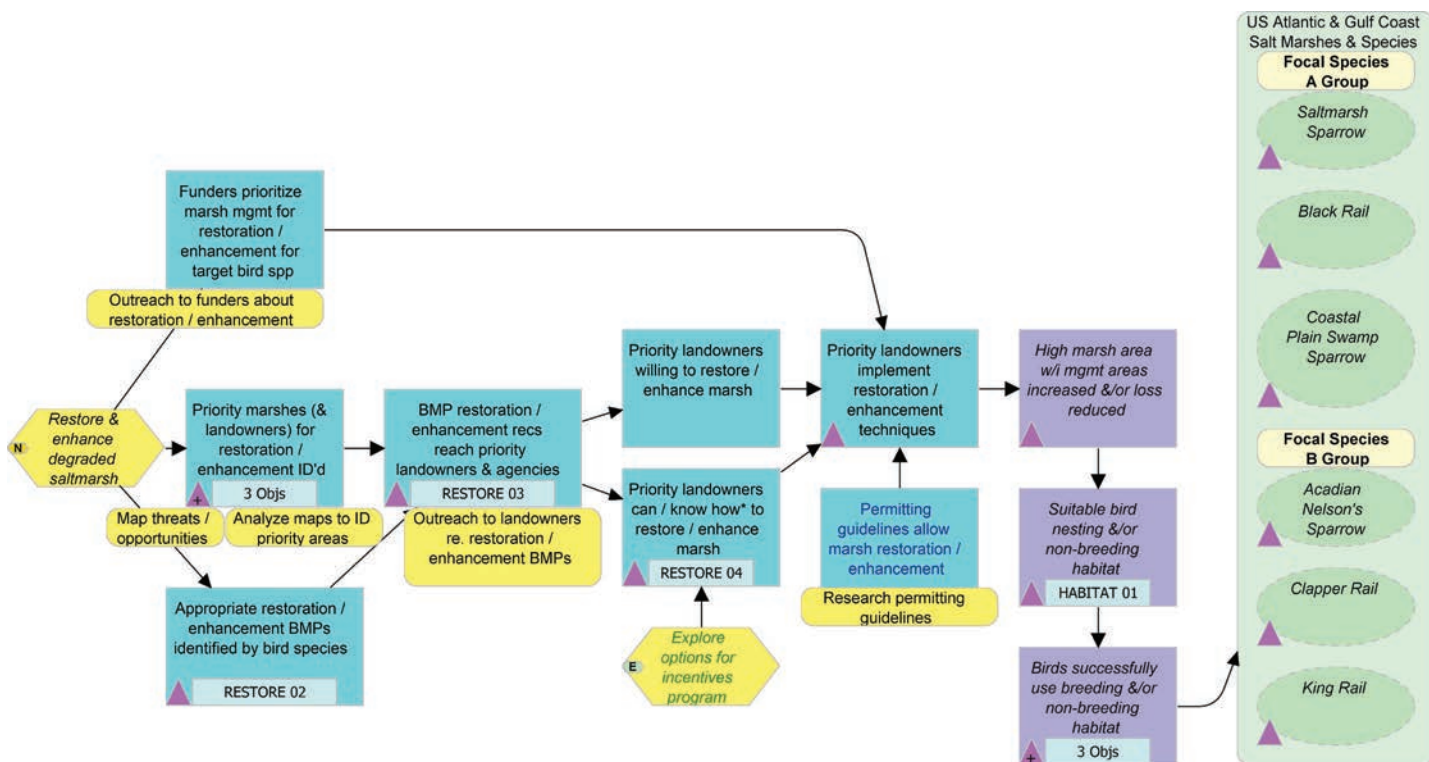 US Atlantic & Gulf Coast
Salt Marshes & Species
Focal Species
A Group
Saltmarsh
Sparrow
Black Rail
Coastal
Plain Swamp
Sparrow
Focal Species
B Group
Acadian
Nelson's
Sparrow
Clapper Rail
King Rail
Funders prioritize
marsh mgmt for
restoration /
enhancement for
target bird spp
Outreach to funders about
restoration / enhancement
N
Restore &
enhance
degraded
saltmarsh
Priority marshes (&
landowners) for
restoration /
enhancement ID'd
+
3 Objs
Map threats /
opportunities
Analyze maps to ID
priority areas
Appropriate restoration /
enhancement BMPs
identified by bird species
RESTORE 02
BMP restoration /
enhancement recs
reach priority
landowners & agencies
RESTORE 03
Outreach to landowners
re. restoration /
enhancement BMPs
Priority landowners
willing to restore /
enhance marsh
Priority landowners
can / know how* to
restore / enhance
marsh
RESTORE 04
E
Explore
options for
incentives
program
Priority landowners
implement
restoration /
enhancement
techniques
Permitting
guidelines allow
marsh restoration /
enhancement
Research permitting
guidelines
High marsh area
w/i mgmt areas
increased &/or loss
reduced
Suitable bird
nesting &/or
non-breeding
habitat
HABITAT 01
Birds successfully
use breeding &/or
non-breeding
habitat
+
3 Objs